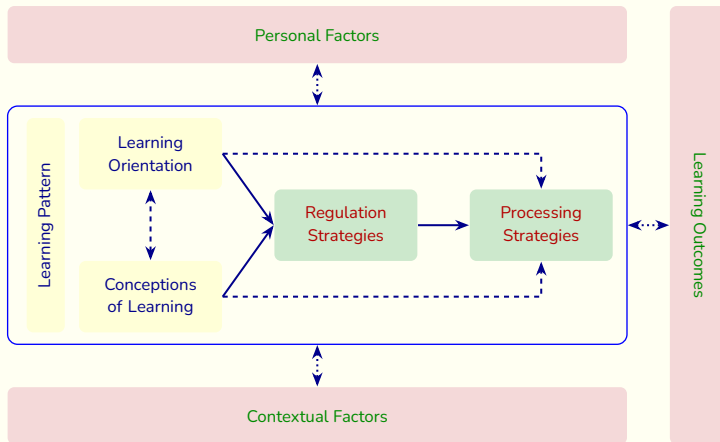 Personal Factors
Learning Pattern
Learning
Orientation
Conceptions
of Learning
Regulation
Strategies
Processing
Strategies
Learning Outcomes
Contextual Factors